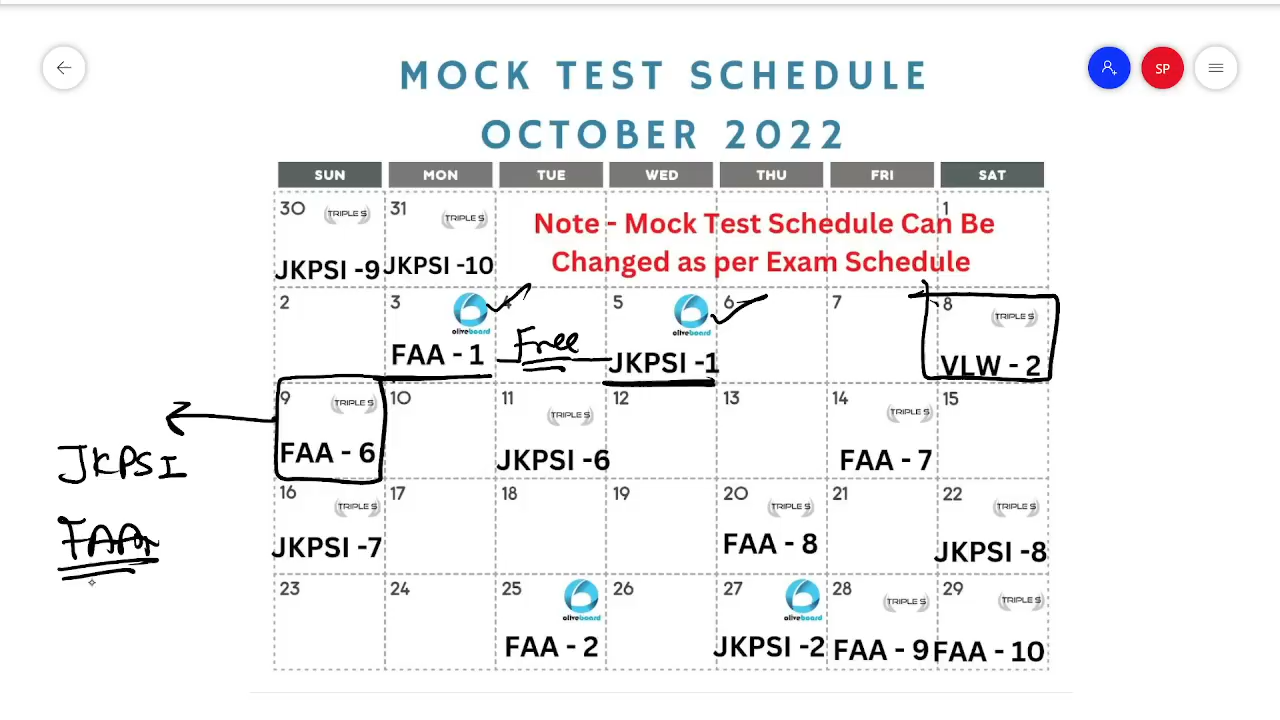 SP
MOCK TEST SCHEDULE
OCTOBER 2022
SUN MON TUE WED THU FRI SAT
30 TRIPLE S 31 TRIPLE S 1
Note - Mock Test Schedule Can Be
Changed as per Exam Schedule
JKPSI -9 JKPSI -10
2 3 oliveboard 4 5 oliveboard 6 7 8 TRIPLE S
FAA - 1 Free JKPSI -1 VLW - 2
9 TRIPLE S 10 11 TRIPLE S 12 13 14 TRIPLE S 15
JKPSI FAA - 6 JKPSI -6 FAA - 7
16 TRIPLE S 17 18 19 20 TRIPLE S 21 22 TRIPLE S
FAA JKPSI -7 FAA - 8 JKPSI -8
23 24 25 oliveboard 26 27 oliveboard 28 TRIPLE S 29 TRIPLE S
FAA - 2 JKPSI -2 FAA - 9 FAA - 10